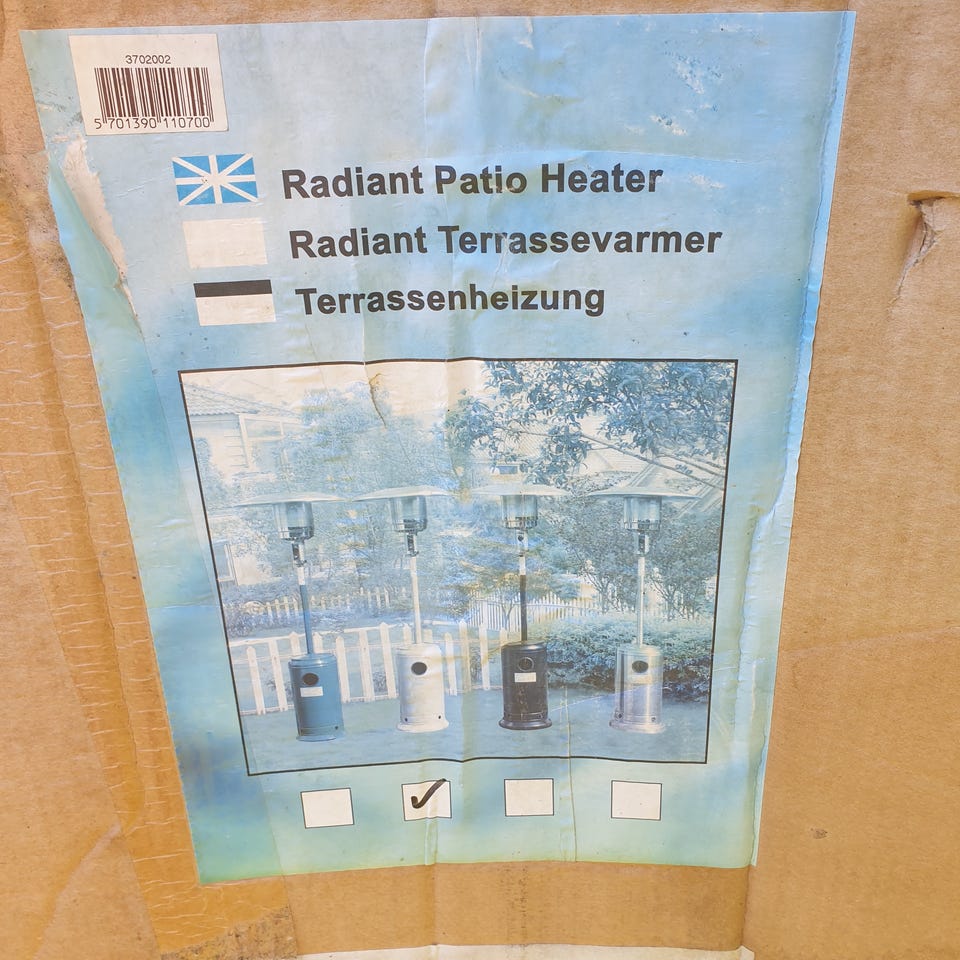 3702002
5 701390 110700
Radiant Patio Heater
Radiant Terrassevarmer
Terrassenheizung